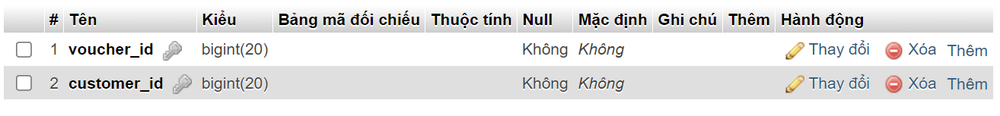 # Tên Kiểu Bảng mã đối chiếu Thuộc tính Null Mặc định Ghi chú Thêm Hành động
1 voucher_id bigint(20) Không Không Thay đổi Xóa Thêm
2 customer_id bigint(20) Không Không Thay đổi Xóa Thêm